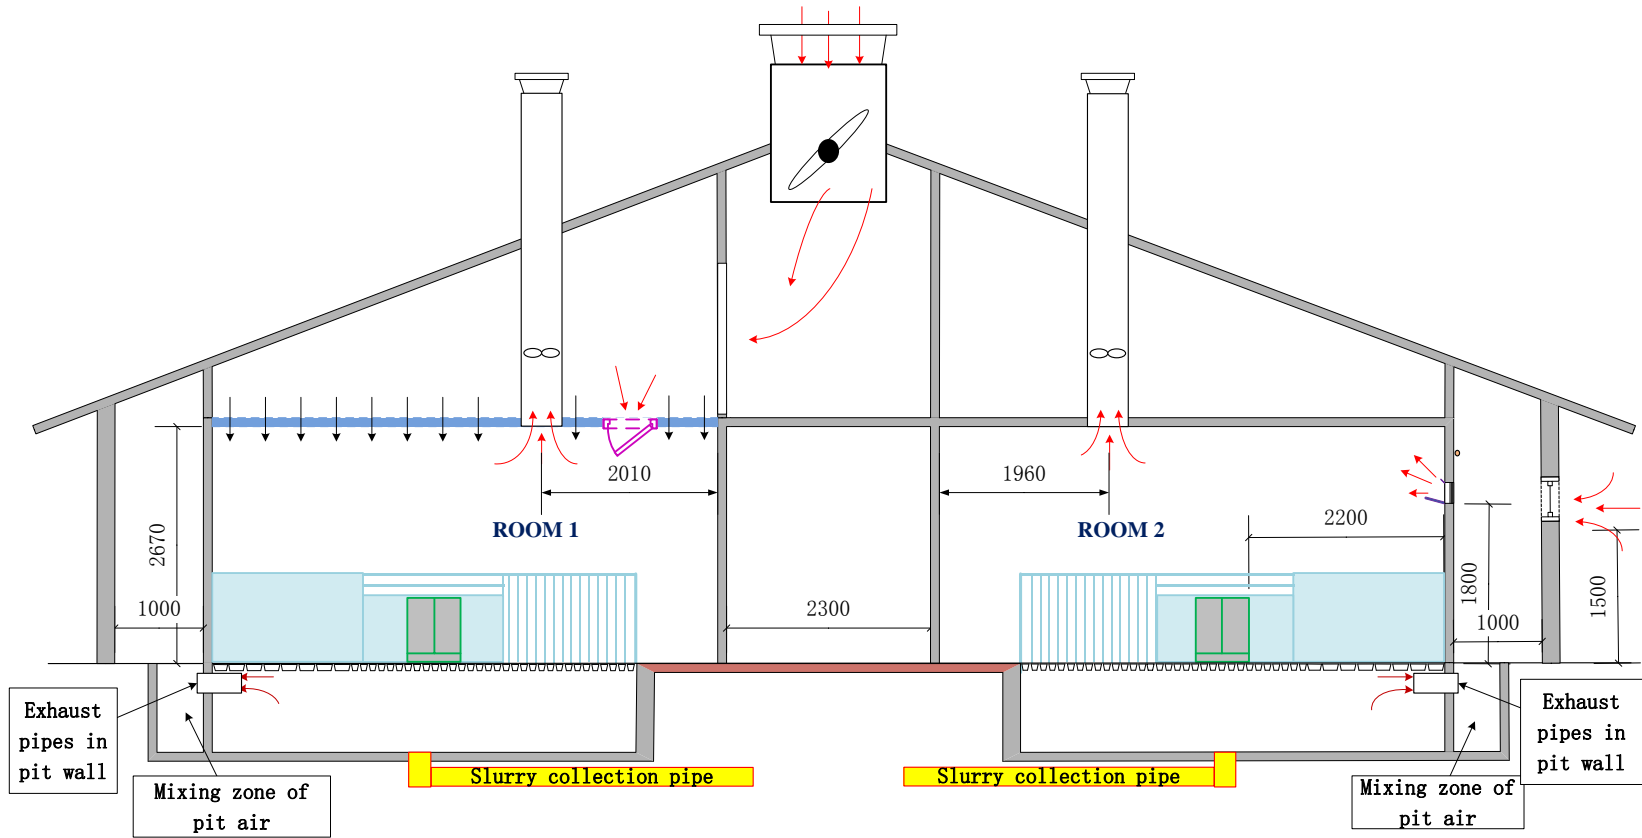 2010
1960
ROOM 1
ROOM 2
2200
2670
1800
1500
1000
2300
1000
Exhaust
pipes in
pit wall
Exhaust
pipes in
pit wall
Slurry collection pipe
Slurry collection pipe
Mixing zone of
pit air
Mixing zone of
pit air